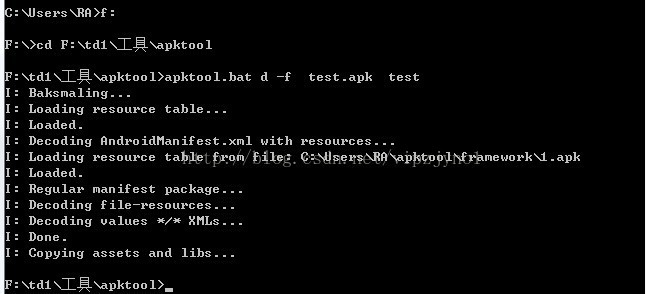 C:\Users\RA>f:
F:\>cd F:\td1\工具\apktool
F:\td1\工具\apktool>apktool.bat d -f  test.apk  test
I: Baksmaling...
I: Loading resource table...
I: Loaded.
I: Decoding AndroidManifest.xml with resources...
I: Loading resource table from file: C:\Users\RA\apktool\framework\1.apk
I: Loaded.
I: Regular manifest package...
I: Decoding file-resources...
I: Decoding values */* XMLs...
I: Done.
I: Copying assets and libs...
F:\td1\工具\apktool>_